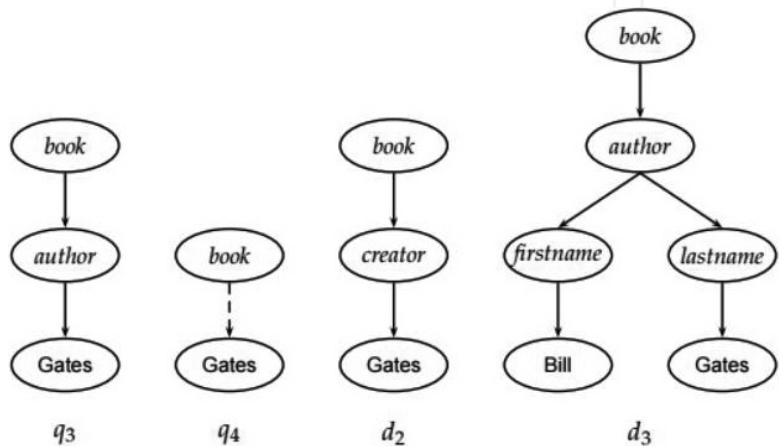 book
book book author
author book creator firstname lastname
Gates Gates Gates Bill Gates
q3 q4 d2 d3